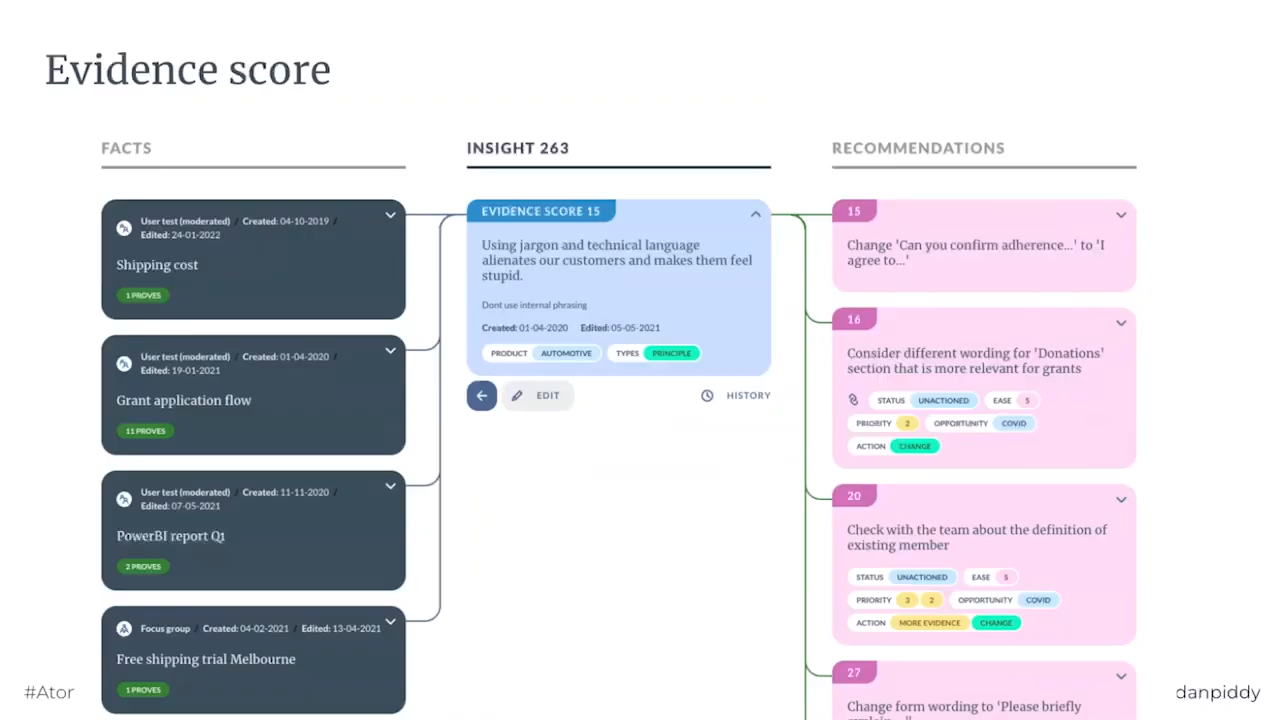 Evidence score
FACTS
User test (moderated) / Created: 04-10-2019 /
Edited: 24-01-2022
Shipping cost
1 PROVES
User test (moderated) / Created: 01-04-2020 /
Edited: 19-01-2021
Grant application flow
11 PROVES
User test (moderated) / Created: 11-11-2020 /
Edited: 07-05-2021
PowerBI report Q1
2 PROVES
Focus group / Created: 04-02-2021 / Edited: 13-04-2021
Free shipping trial Melbourne
1 PROVES
INSIGHT 263
EVIDENCE SCORE 15
Using jargon and technical language
alienates our customers and makes them feel
stupid.
Dont use internal phrasing
Created: 01-04-2020 Edited: 05-05-2021
PRODUCT AUTOMOTIVE TYPES PRINCIPLE
EDIT HISTORY
RECOMMENDATIONS
15
Change 'Can you confirm adherence...' to 'I
agree to...'
16
Consider different wording for 'Donations'
section that is more relevant for grants
STATUS UNACTIONED EASE 5
PRIORITY 2 OPPORTUNITY COVID
ACTION CHANGE
20
Check with the team about the definition of
existing member
STATUS UNACTIONED EASE 5
PRIORITY 3 2 OPPORTUNITY COVID
ACTION MORE EVIDENCE CHANGE
27
Change form wording to 'Please briefly
#Ator
danpiddy